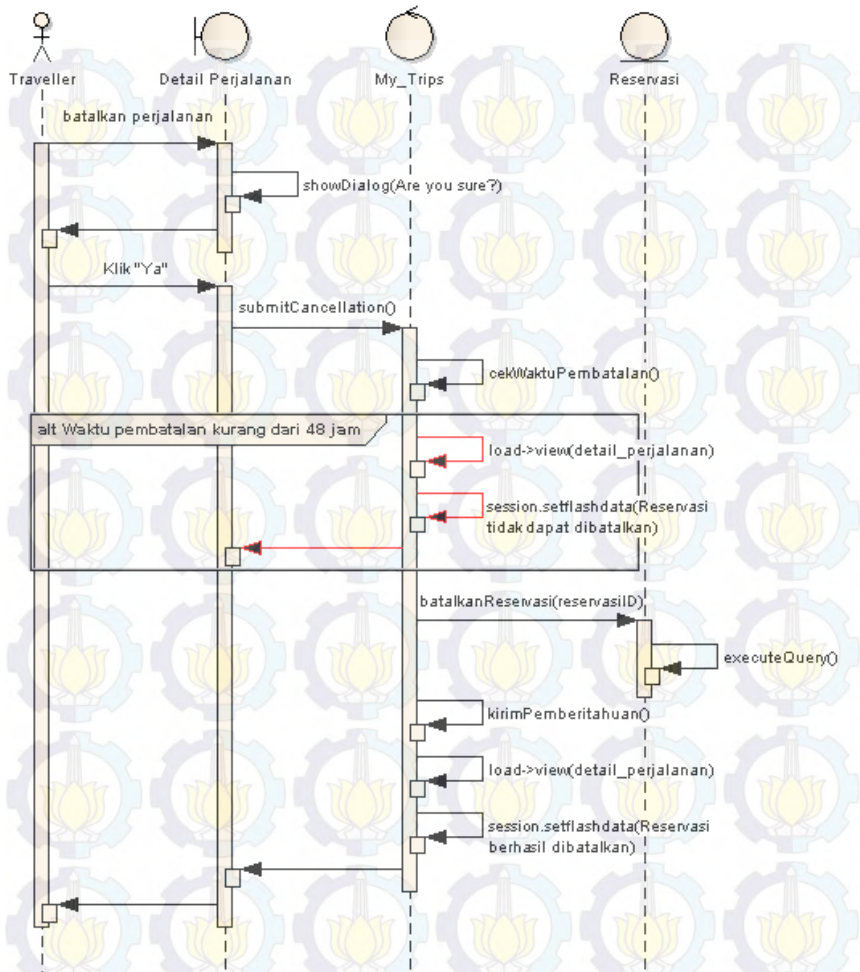 Traveller
Detail Perjalanan
My_Trips
Reservasi
batalkan perjalanan
showDialog(Are you sure?)
Klik "Ya"
submitCancellation()
cekWaktuPembatalan()
alt Waktu pembatalan kurang dari 48 jam
load->view(detail_perjalanan)
session.setflashdata(Reservasi
tidak dapat dibatalkan)
batalkanReservasi(reservasiID)
executeQuery()
kirimPemberitahuan()
load->view(detail_perjalanan)
session.setflashdata(Reservasi
berhasil dibatalkan)